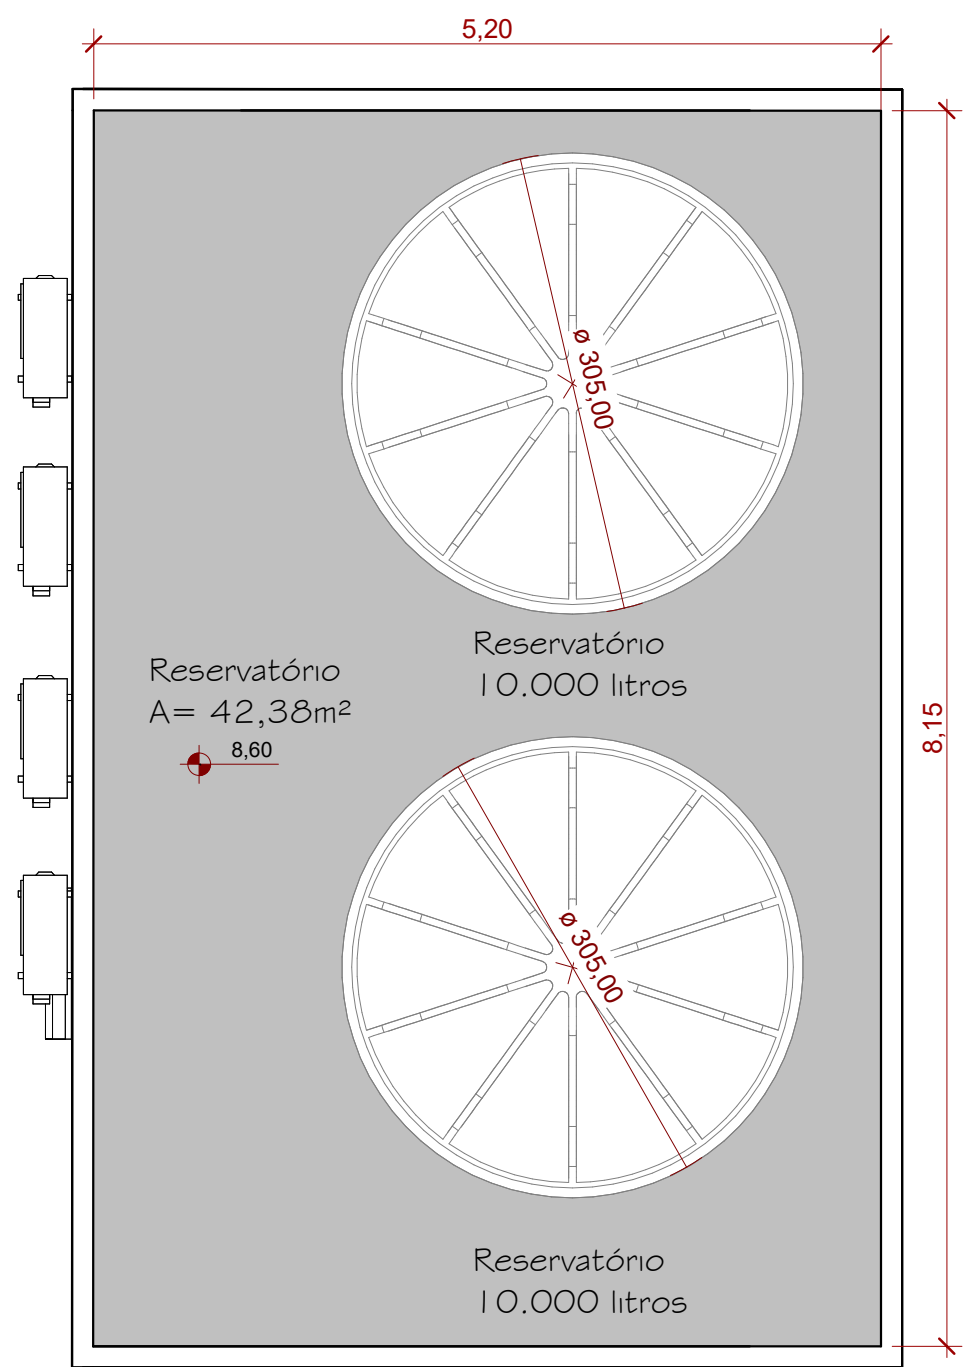 5,20
ø 305,00
Reservatório
10.000 litros
Reservatório
A= 42,38m²
8,60
8,15
ø 305,00
Reservatório
10.000 litros